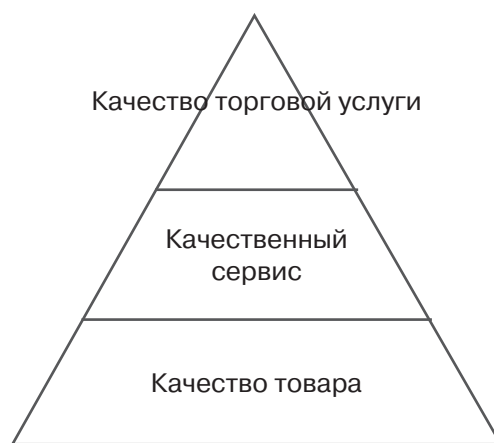 Качество торговой услуги
Качественный
сервис
Качество товара